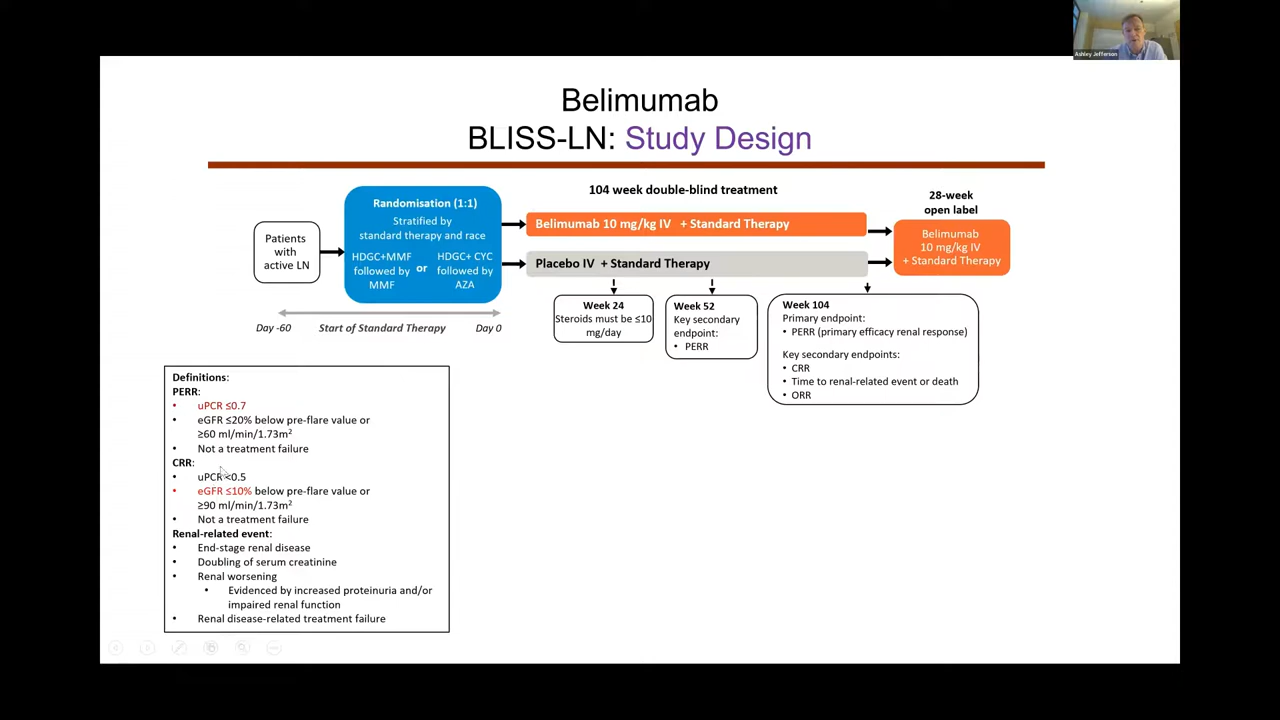 Ashley Jefferson
Belimumab
BLISS-LN: Study Design
104 week double-blind treatment
28-week
open label
Patients
with
active LN
Randomisation (1:1)
Stratified by
standard therapy and race
HDGC+MMF
followed by
MMF
or
HDGC+ CYC
followed by
AZA
Belimumab 10 mg/kg IV + Standard Therapy
Placebo IV + Standard Therapy
Belimumab
10 mg/kg IV
+ Standard Therapy
Day -60 Start of Standard Therapy Day 0
Week 24
Steroids must be ≤10
mg/day
Week 52
Key secondary
endpoint:
• PERR
Week 104
Primary endpoint:
• PERR (primary efficacy renal response)
Key secondary endpoints:
• CRR
• Time to renal-related event or death
• ORR
Definitions:
PERR:
• uPCR ≤0.7
• eGFR ≤20% below pre-flare value or
≥60 ml/min/1.73m²
• Not a treatment failure
CRR:
• uPCR <0.5
• eGFR ≤10% below pre-flare value or
≥90 ml/min/1.73m²
• Not a treatment failure
Renal-related event:
• End-stage renal disease
• Doubling of serum creatinine
• Renal worsening
• Evidenced by increased proteinuria and/or
impaired renal function
• Renal disease-related treatment failure